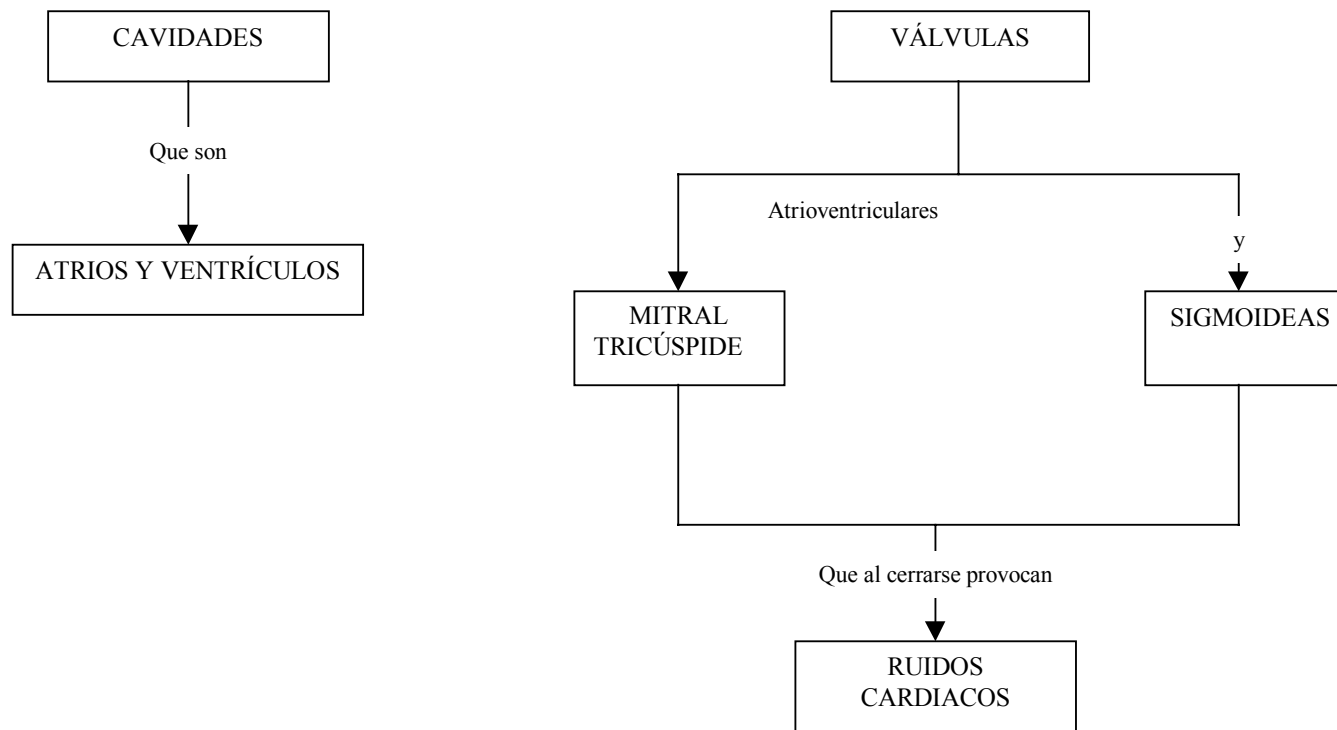 CAVIDADES
VÁLVULAS
Que son
Atrioventriculares
y
ATRIOS Y VENTRÍCULOS
MITRAL
TRICÚSPIDE
SIGMOIDEAS
Que al cerrarse provocan
RUIDOS
CARDIACOS